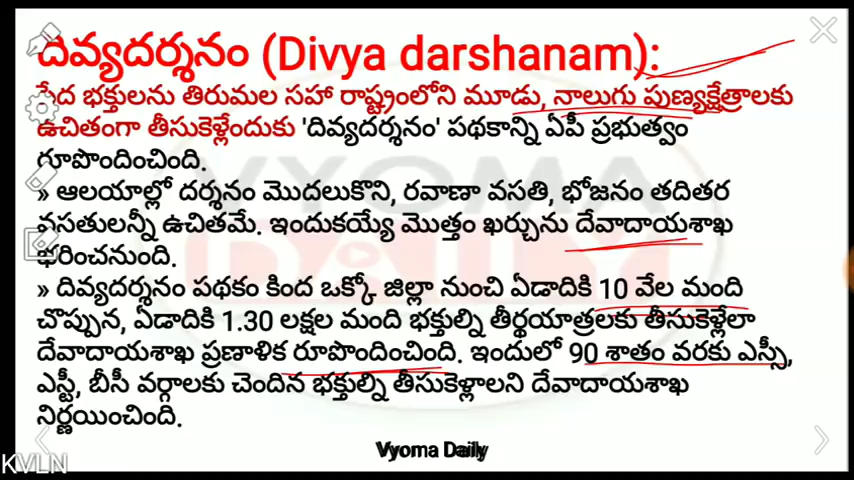 దివ్యదర్శనం (Divya darshanam):
పేద భక్తులను తిరుమల సహా రాష్ట్రంలోని మూడు, నాలుగు పుణ్యక్షేత్రాలకు
ఉచితంగా తీసుకెళ్లేందుకు 'దివ్యదర్శనం' పథకాన్ని ఏపీ ప్రభుత్వం
రూపొందించింది.
» ఆలయాల్లో దర్శనం మొదలుకొని, రవాణా వసతి, భోజనం తదితర
వసతులన్నీ ఉచితమే. ఇందుకయ్యే మొత్తం ఖర్చును దేవాదాయశాఖ
భరించనుంది.
» దివ్యదర్శనం పథకం కింద ఒక్కో జిల్లా నుంచి ఏడాదికి 10 వేల మంది
చొప్పున, ఏడాదికి 1.30 లక్షల మంది భక్తుల్ని తీర్థయాత్రలకు తీసుకెళ్లేలా
దేవాదాయశాఖ ప్రణాళిక రూపొందించింది. ఇందులో 90 శాతం వరకు ఎస్సీ,
ఎస్టీ, బీసీ వర్గాలకు చెందిన భక్తుల్ని తీసుకెళ్లాలని దేవాదాయశాఖ
నిర్ణయించింది.
VYOMA
DAILY
Vyoma Daily
KVLN